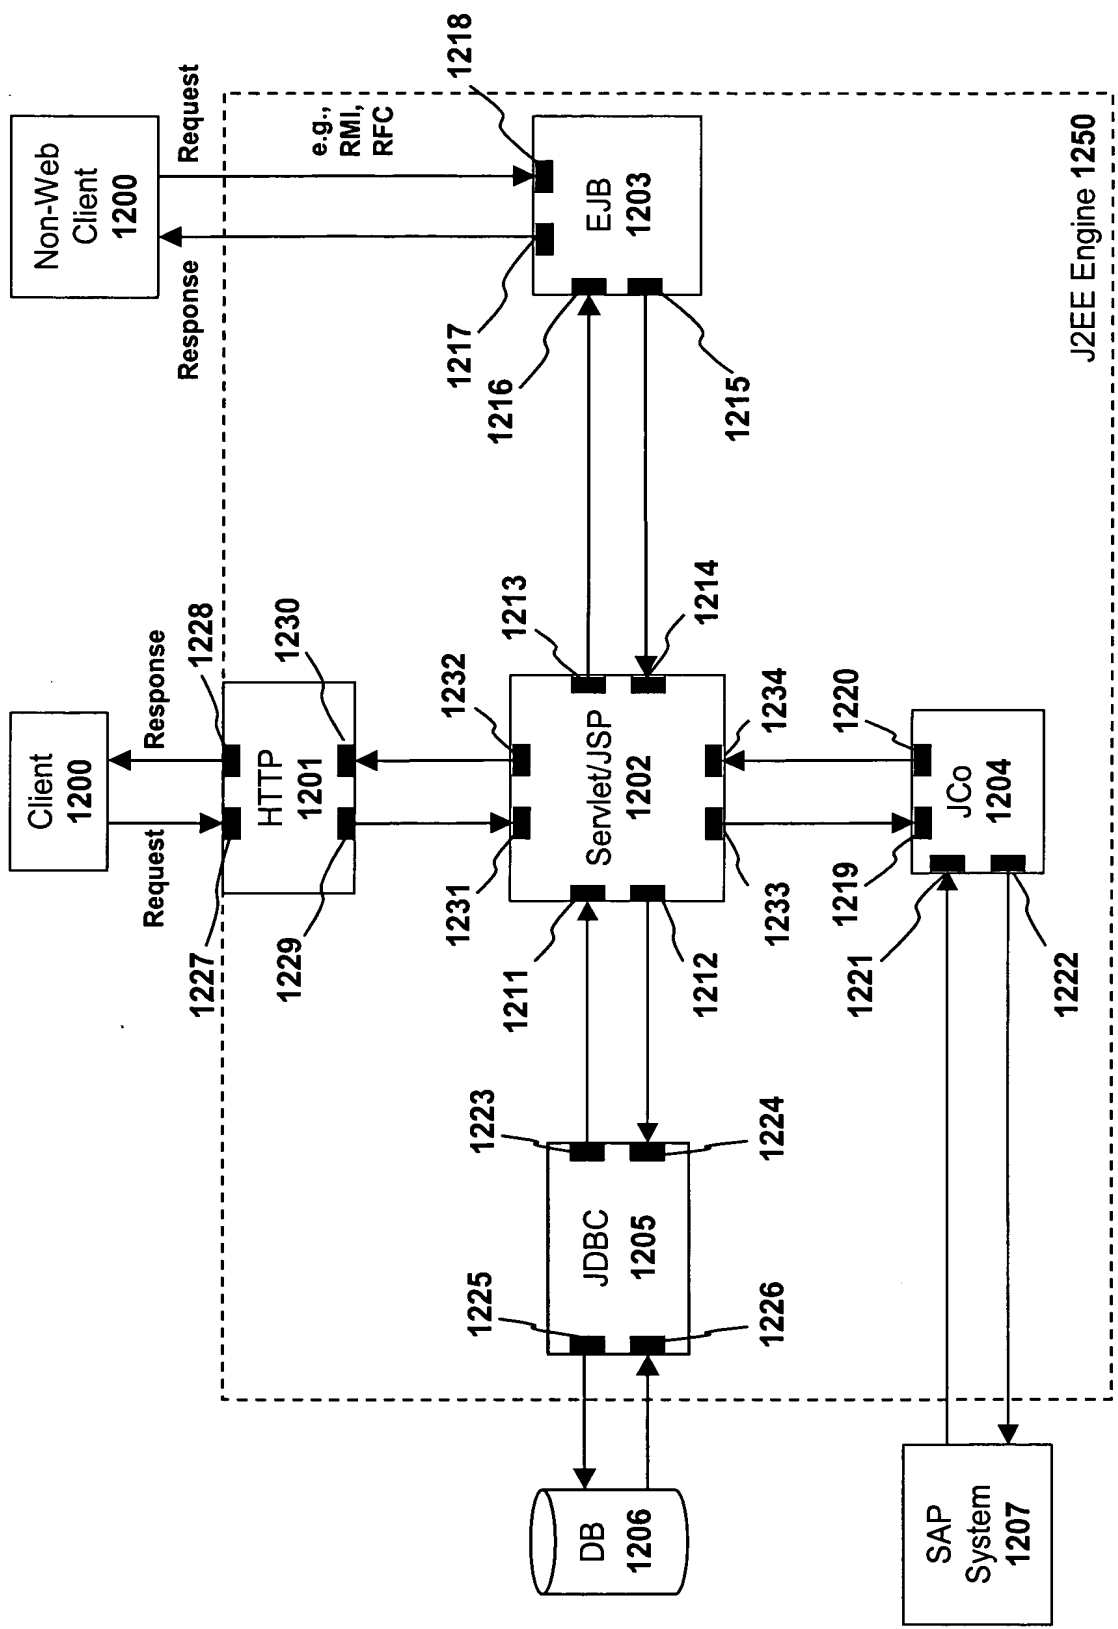 Client
1200
Non-Web
Client
1200
Request
Response
Response
Request
e.g.,
RMI,
RFC
1227
1228
HTTP
1201
1229
1230
1217
1218
1231
1232
1225
1223
1211
1213
1216
DB
1206
JDBC
1205
Servlet/JSP
1202
EJB
1203
1226
1224
1212
1214
1215
1233
1234
1221
1219
1220
JCo
1204
1222
SAP
System
1207
J2EE Engine 1250